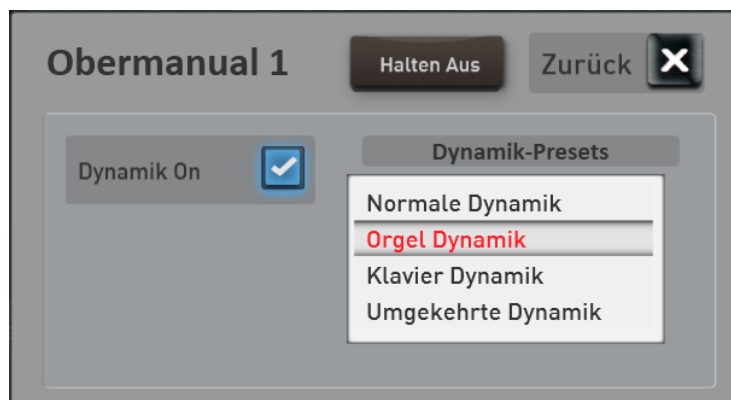 Obermanual 1
Halten Aus
Zurück
Dynamik On
Dynamik-Presets
Normale Dynamik
Orgel Dynamik
Klavier Dynamik
Umgekehrte Dynamik